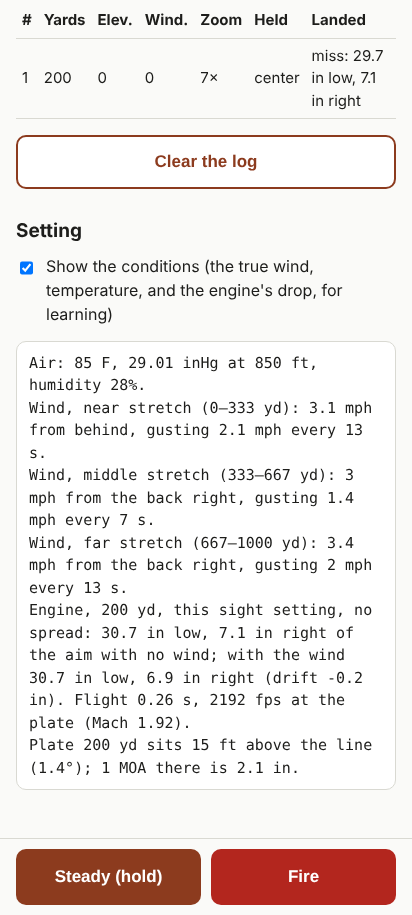 # Yards Elev. Wind. Zoom Held Landed
1 200 0 0 7× center miss: 29.7 in low, 7.1 in right
Clear the log
Setting
Show the conditions (the true wind,
temperature, and the engine's drop, for
learning)
Air: 85 F, 29.01 inHg at 850 ft,
humidity 28%.
Wind, near stretch (0–333 yd): 3.1 mph
from behind, gusting 2.1 mph every 13
s.
Wind, middle stretch (333–667 yd): 3
mph from the back right, gusting 1.4
mph every 7 s.
Wind, far stretch (667–1000 yd): 3.4
mph from the back right, gusting 2 mph
every 13 s.
Engine, 200 yd, this sight setting, no
spread: 30.7 in low, 7.1 in right of
the aim with no wind; with the wind
30.7 in low, 6.9 in right (drift -0.2
in). Flight 0.26 s, 2192 fps at the
plate (Mach 1.92).
Plate 200 yd sits 15 ft above the line
(1.4°); 1 MOA there is 2.1 in.
Steady (hold)
Fire